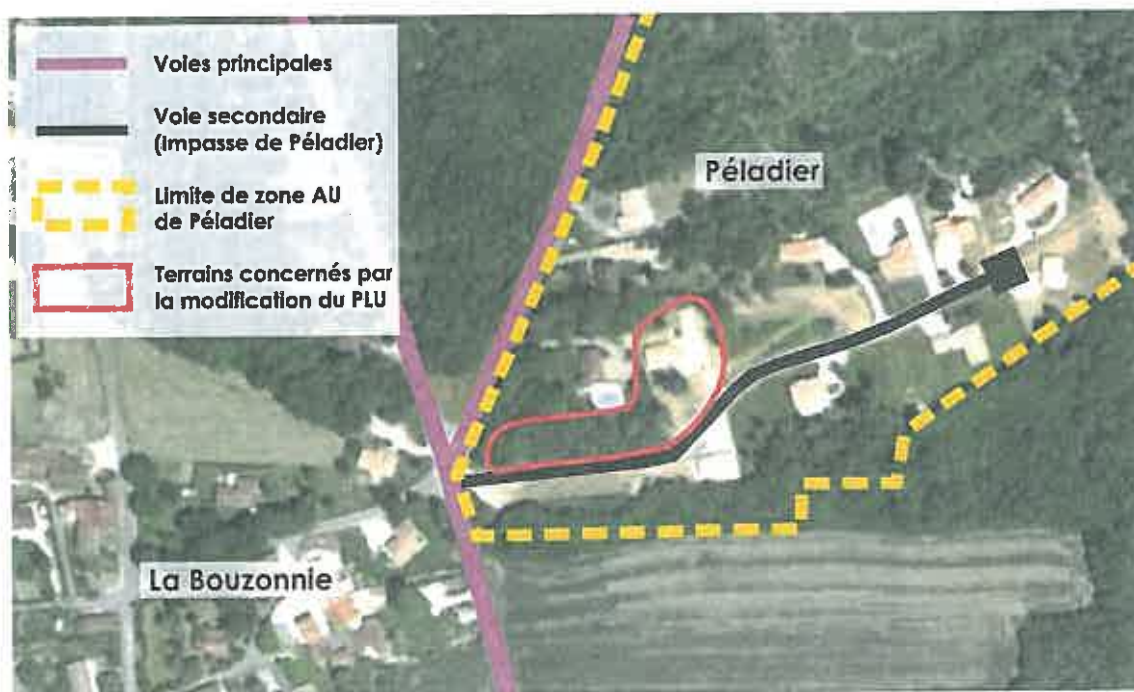 Voies principales
Voie secondaire
(Impasse de Péladier)
Limite de zone AU
de Péladier
Terrains concernés par
la modification du PLU
Péladier
La Bouzonnie